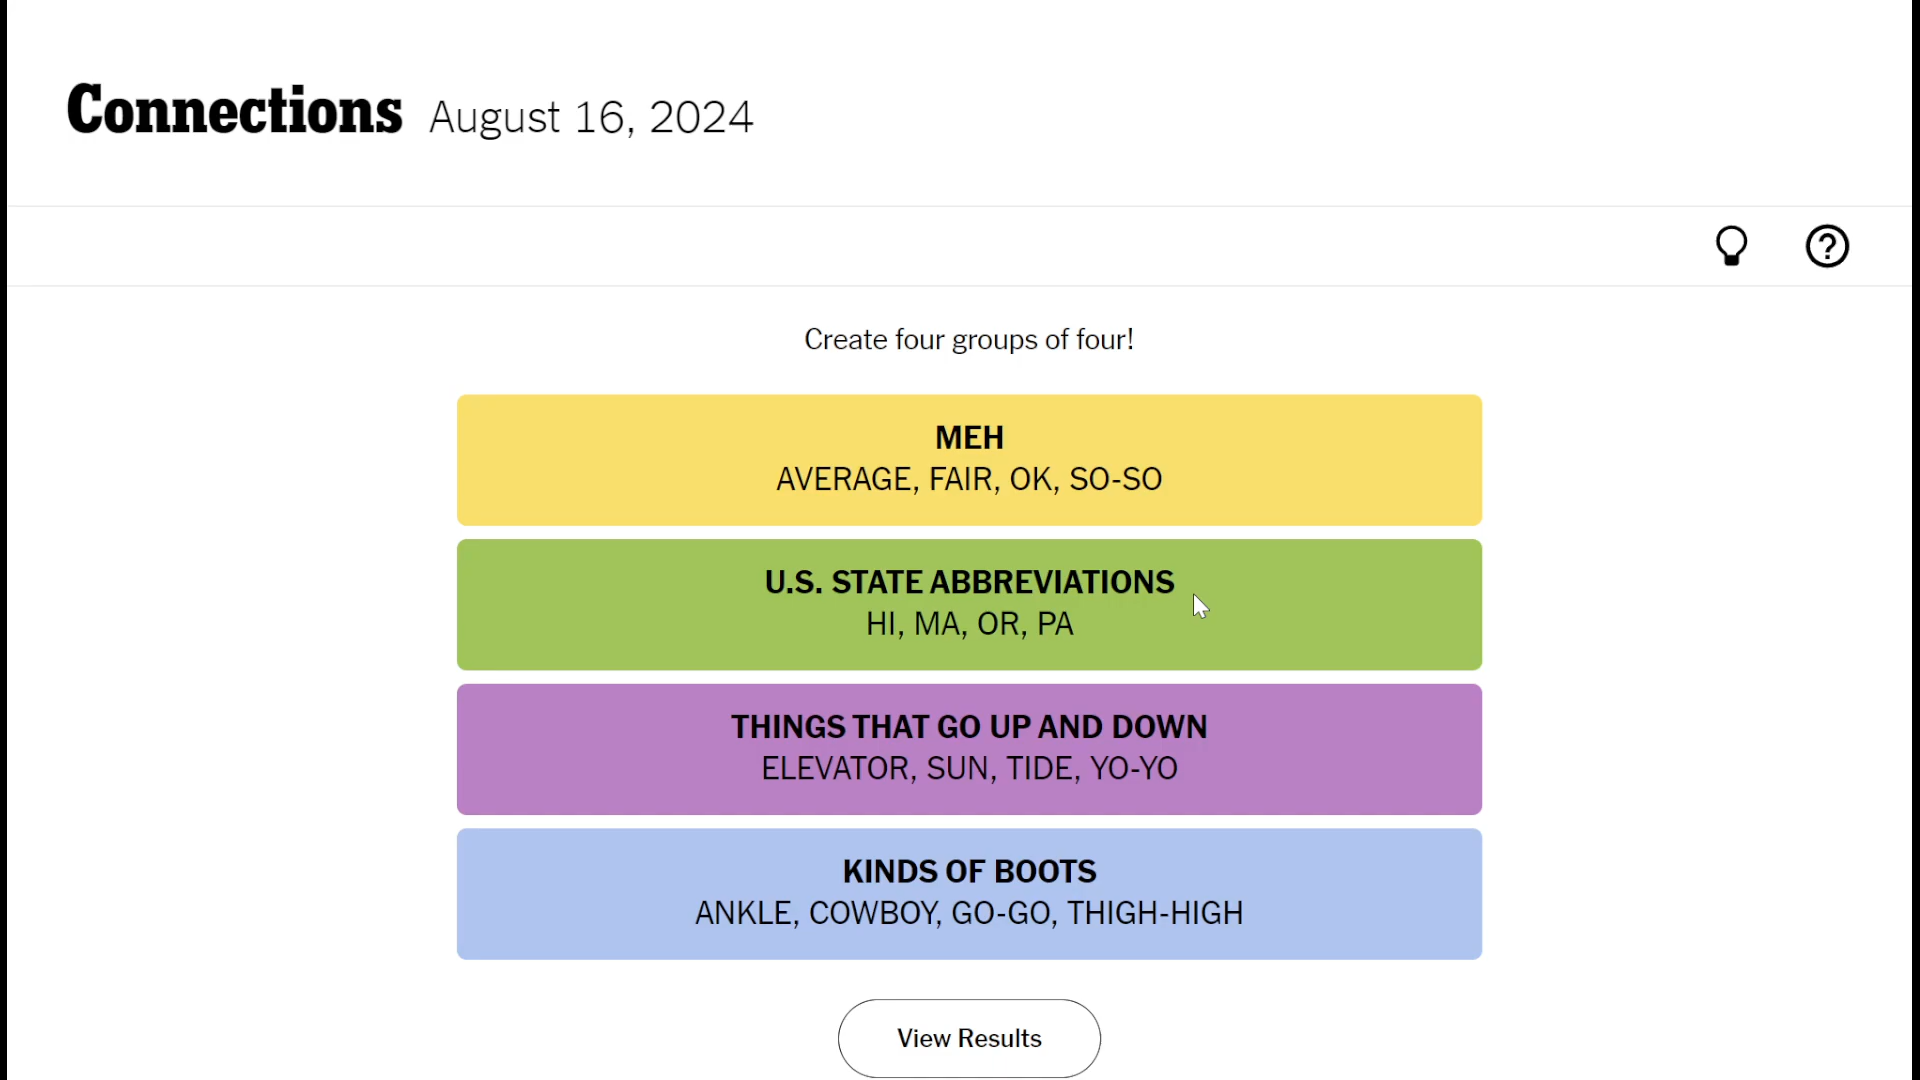 Connections August 16, 2024
?
Create four groups of four!
MEH
AVERAGE, FAIR, OK, SO-SO
U.S. STATE ABBREVIATIONS
HI, MA, OR, PA
THINGS THAT GO UP AND DOWN
ELEVATOR, SUN, TIDE, YO-YO
KINDS OF BOOTS
ANKLE, COWBOY, GO-GO, THIGH-HIGH
View Results